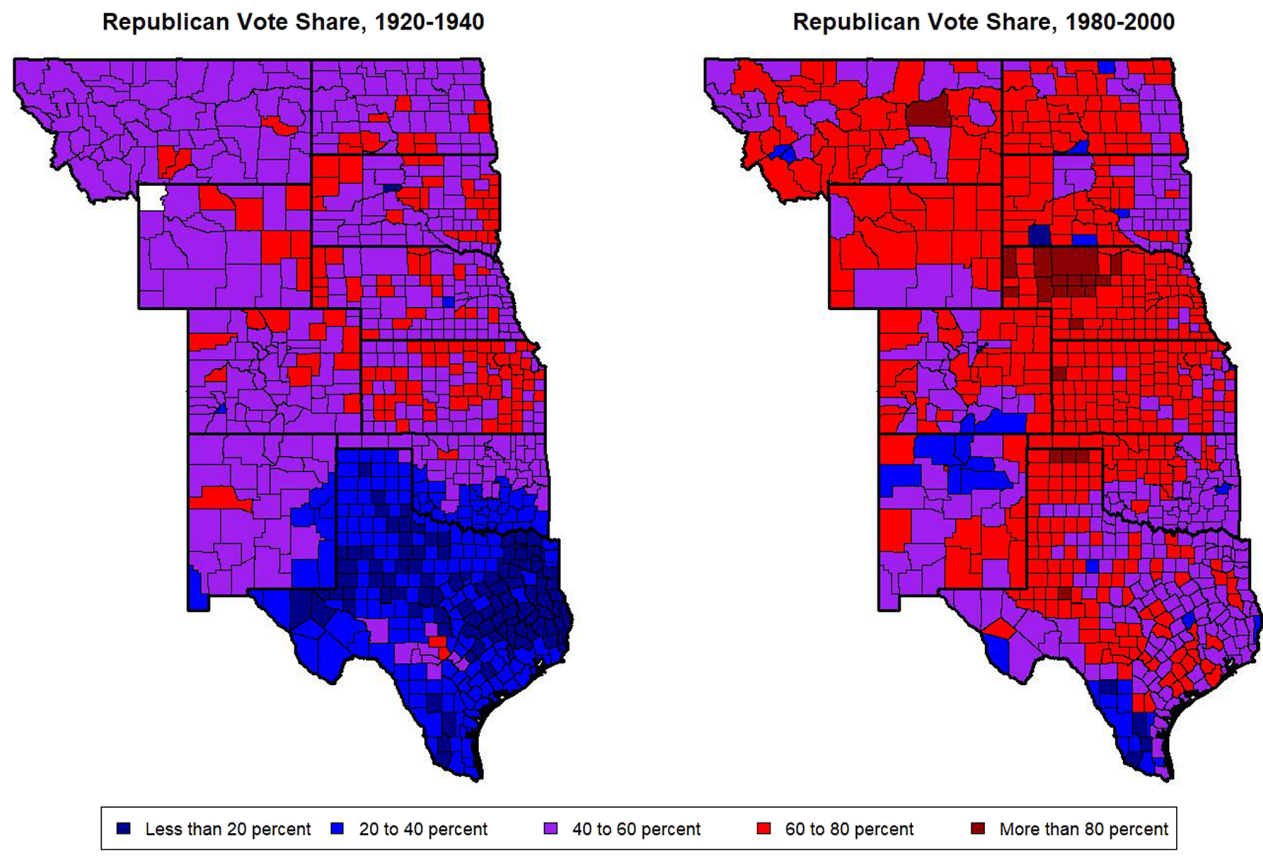 Republican Vote Share, 1920-1940
Republican Vote Share, 1980-2000
Less than 20 percent 20 to 40 percent 40 to 60 percent 60 to 80 percent More than 80 percent